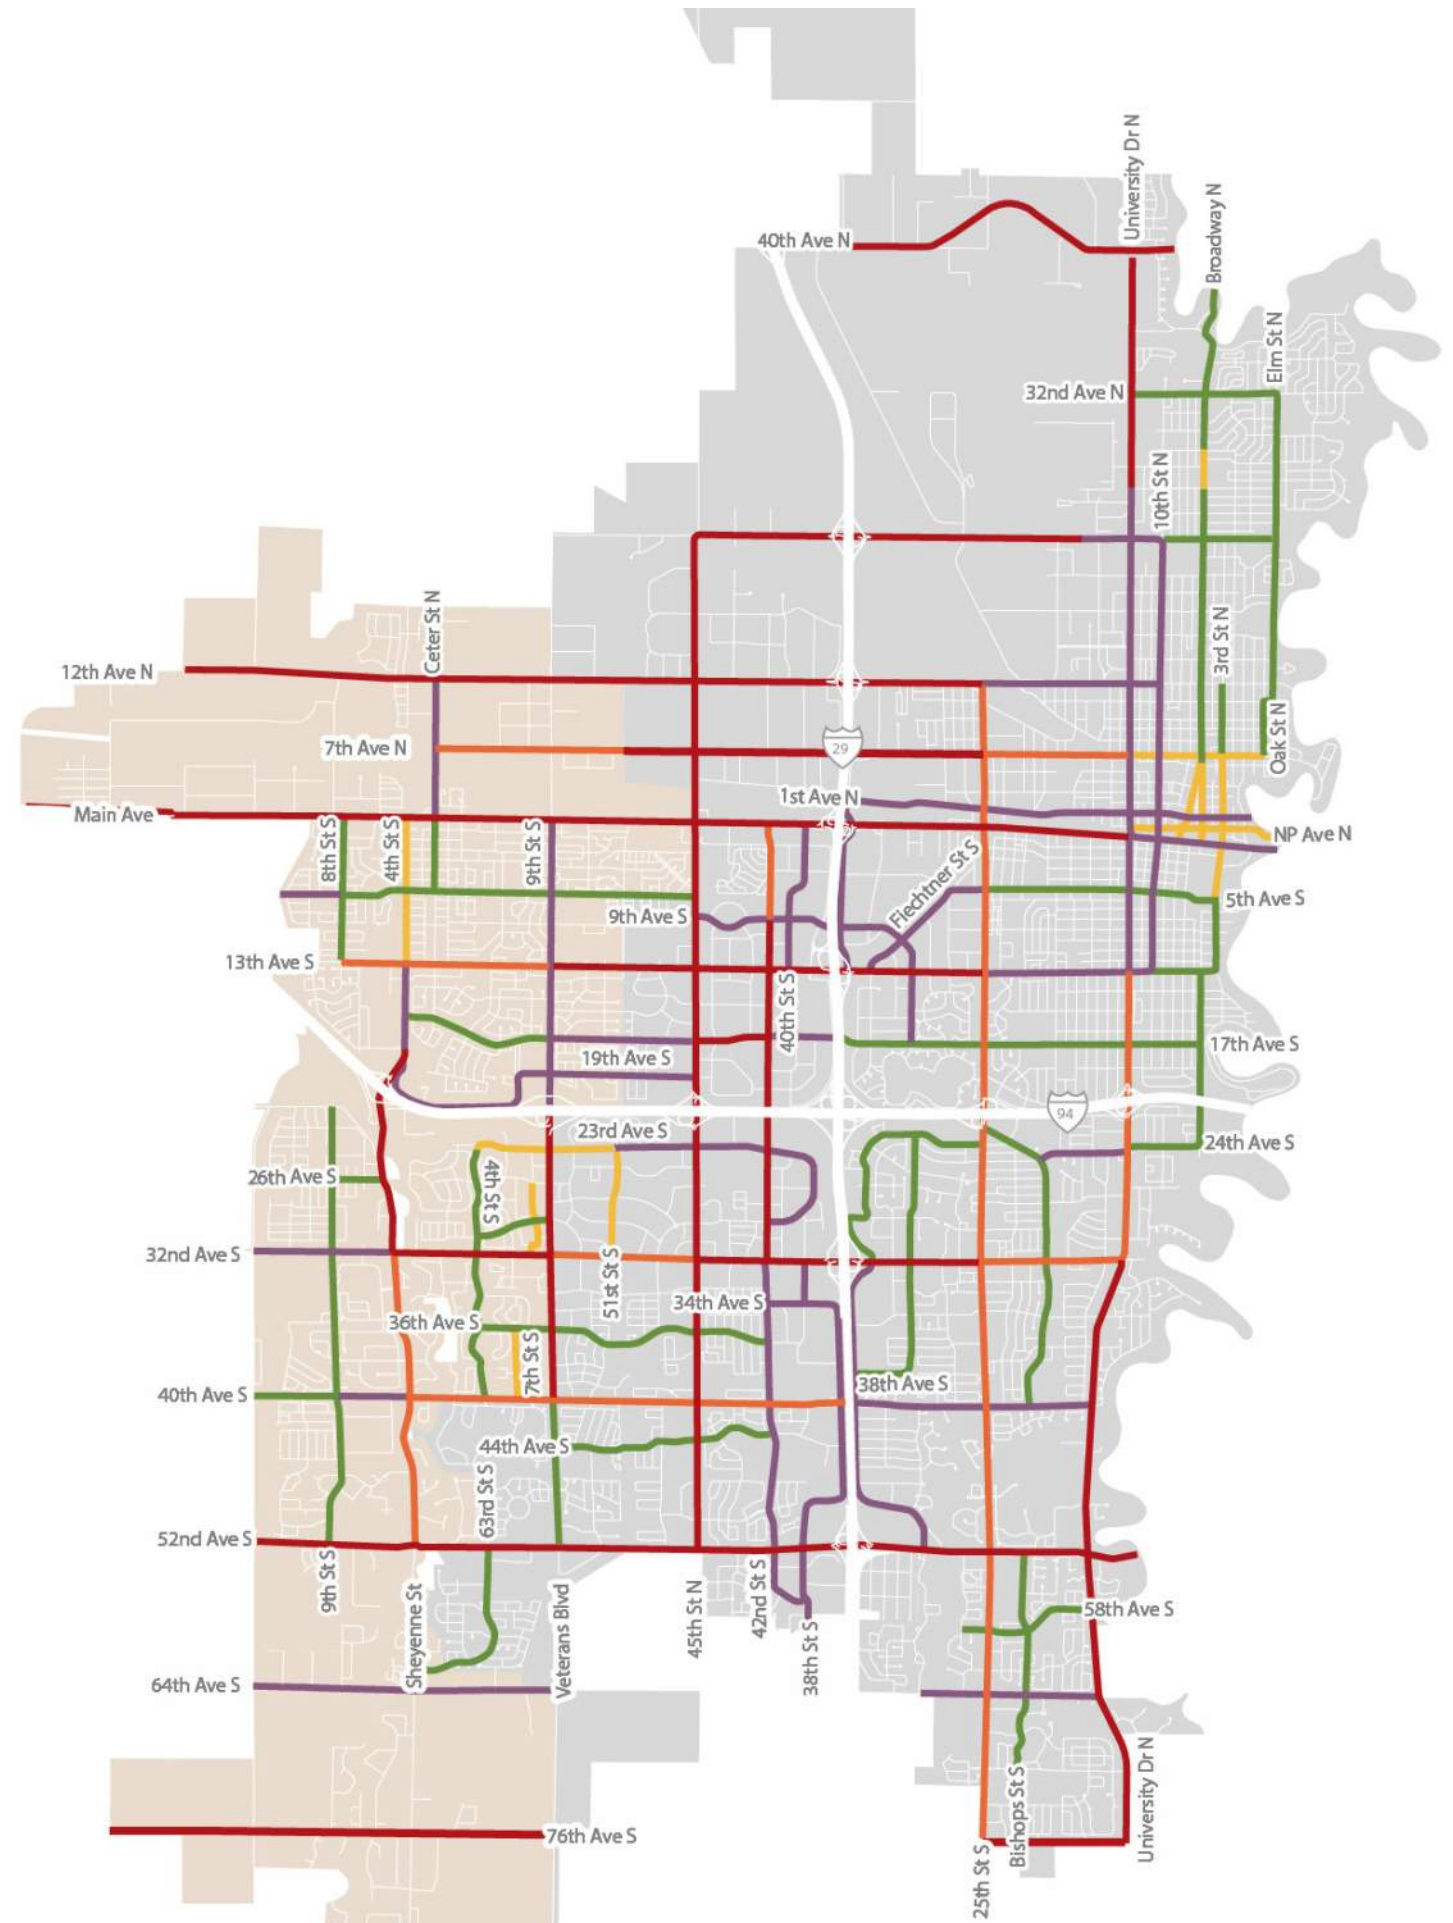 University Dr N
Broadway N
40th Ave N
Elm St N
32nd Ave N
10th St N
Ceter St N
3rd St N
12th Ave N
7th Ave N
29
Oak St N
1st Ave N
Main Ave
NP Ave N
8th St S
4th St S
9th St S
Flechtner St S
5th Ave S
9th Ave S
13th Ave S
40th St S
17th Ave S
19th Ave S
94
23rd Ave S
24th Ave S
26th Ave S
4th St S
32nd Ave S
51st St S
34th Ave S
36th Ave S
7th St S
38th Ave S
40th Ave S
44th Ave S
63rd St S
52nd Ave S
9th St S
Sheyenne St
Veterans Blvd
45th St N
42nd St S
38th St S
58th Ave S
64th Ave S
Bishops St S
University Dr N
76th Ave S
25th St S